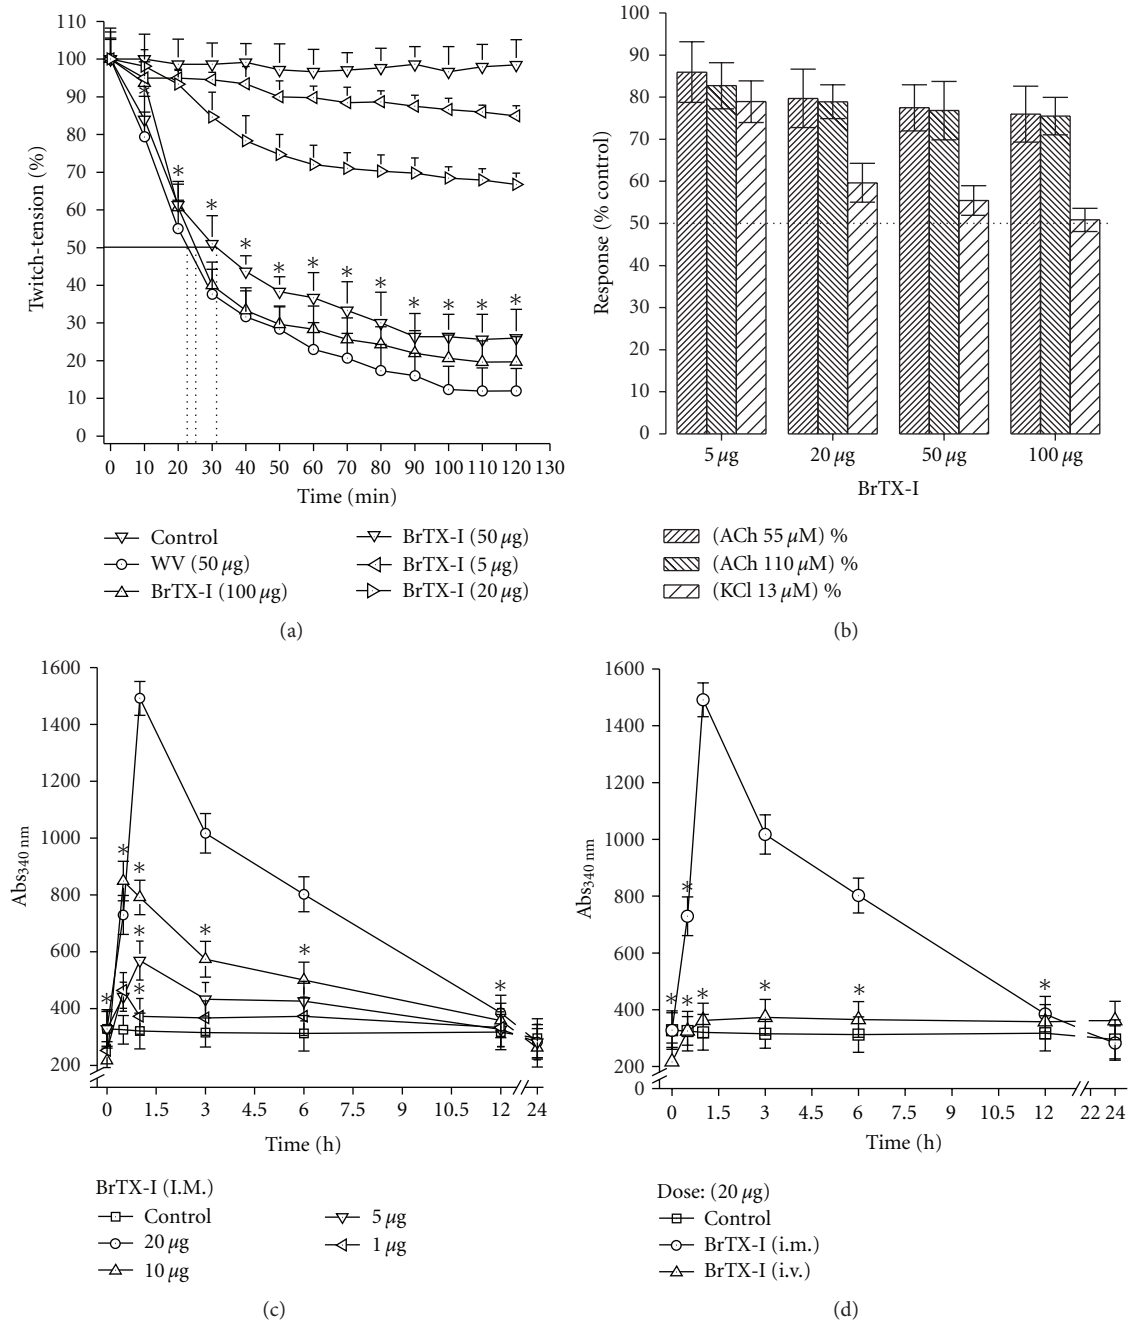 110
100
90
80
70
60
50
40
30
20
10
0
Twitch-tension (%)
0 10 20 30 40 50 60 70 80 90 100 110 120 130
Time (min)
* * * * * * * * * * * *
Control
WV (50 µg)
BrTX-I (100 µg)
BrTX-I (50 µg)
BrTX-I (5 µg)
BrTX-I (20 µg)
(a)
100
90
80
70
60
50
40
30
20
10
0
Response (% control)
5 µg 20 µg 50 µg 100 µg
BrTX-I
(ACh 55 µM) %
(ACh 110 µM) %
(KCl 13 µM) %
(b)
1600
1400
1200
1000
800
600
400
200
Abs340 nm
* * * * * * * *
0 1.5 3 4.5 6 7.5 9 10.5 12 24
Time (h)
BrTX-I (I.M.)
Control
20 µg
10 µg
5 µg
1 µg
(c)
1600
1400
1200
1000
800
600
400
200
0
Abs340 nm
* * * * * * *
0 1.5 3 4.5 6 7.5 9 10.5 12 22 24
Time (h)
Dose: (20 µg)
Control
BrTX-I (i.m.)
BrTX-I (i.v.)
(d)